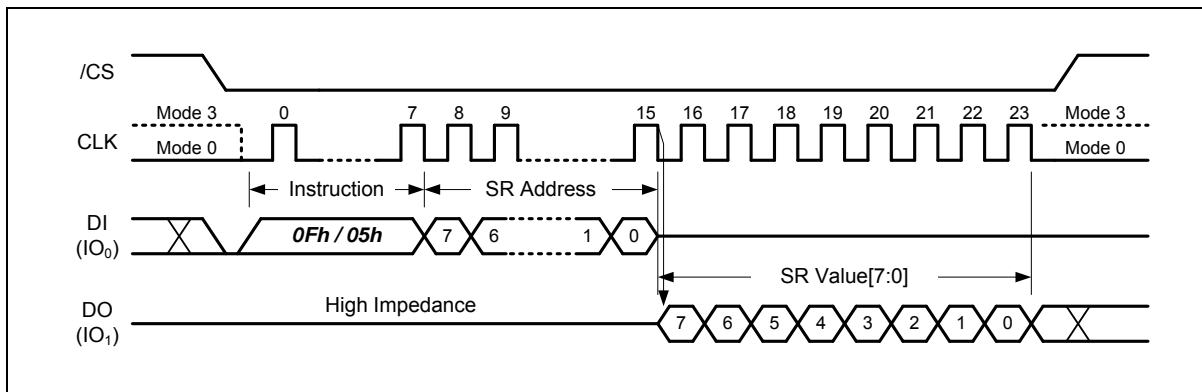 /CS
Mode 3 0 7 8 9 15 16 17 18 19 20 21 22 23 Mode 3
CLK
Mode 0 Mode 0
Instruction SR Address
DI
(IO₀)
0Fh / 05h 7 6 1 0
SR Value[7:0]
High Impedance
DO
(IO₁)
7 6 5 4 3 2 1 0